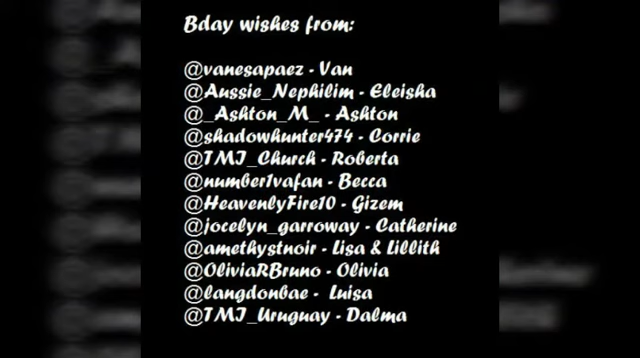 Bday wishes from:
@vanesapaez - Van
@Aussie_Nephilim - Eleisha
@_Ashton_M_ - Ashton
@shadowhunter474 - Corrie
@TMI_Church - Roberta
@number1vafan - Becca
@HeavenlyFire10 - Gizem
@jocelyn_garroway - Catherine
@amethystnoir - Lisa & Lillith
@OliviaRBruno - Olivia
@langdonbae - Luisa
@TMI_Uruguay - Dalma